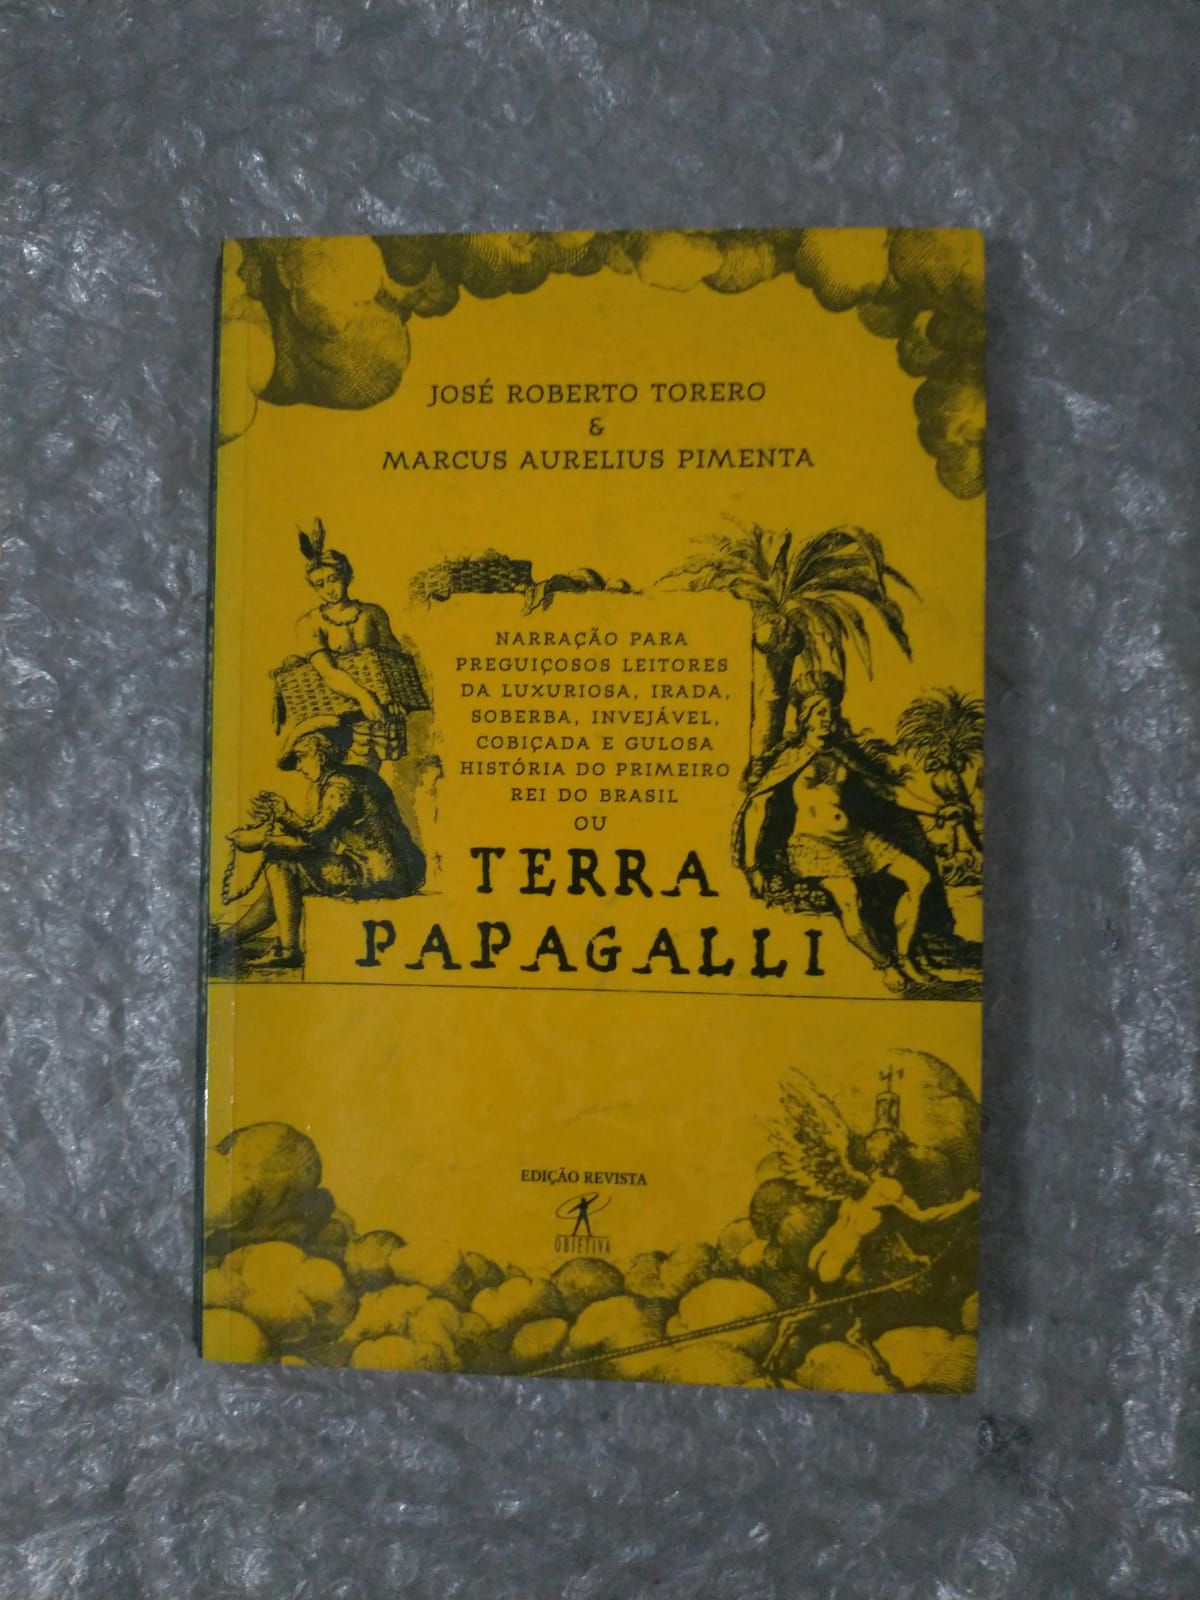 JOSÉ ROBERTO TORERO
&
MARCUS AURELIUS PIMENTA
NARRAÇÃO PARA
PREGUIÇOSOS LEITORES
DA LUXURIOSA, IRADA,
SOBERBA, INVEJÁVEL,
COBIÇADA E GULOSA
HISTÓRIA DO PRIMEIRO
REI DO BRASIL
OU
TERRA
PAPAGALLI
EDIÇÃO REVISTA
OBJETIVA